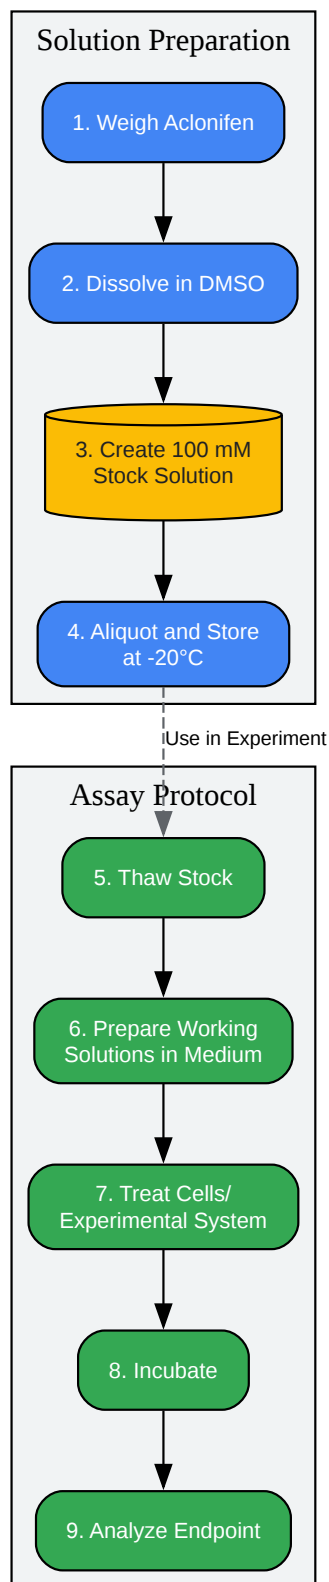 Solution Preparation
1. Weigh Aclonifen
2. Dissolve in DMSO
3. Create 100 mM
Stock Solution
4. Aliquot and Store
at -20°C
Use in Experiment
Assay Protocol
5. Thaw Stock
6. Prepare Working
Solutions in Medium
7. Treat Cells/
Experimental System
8. Incubate
9. Analyze Endpoint